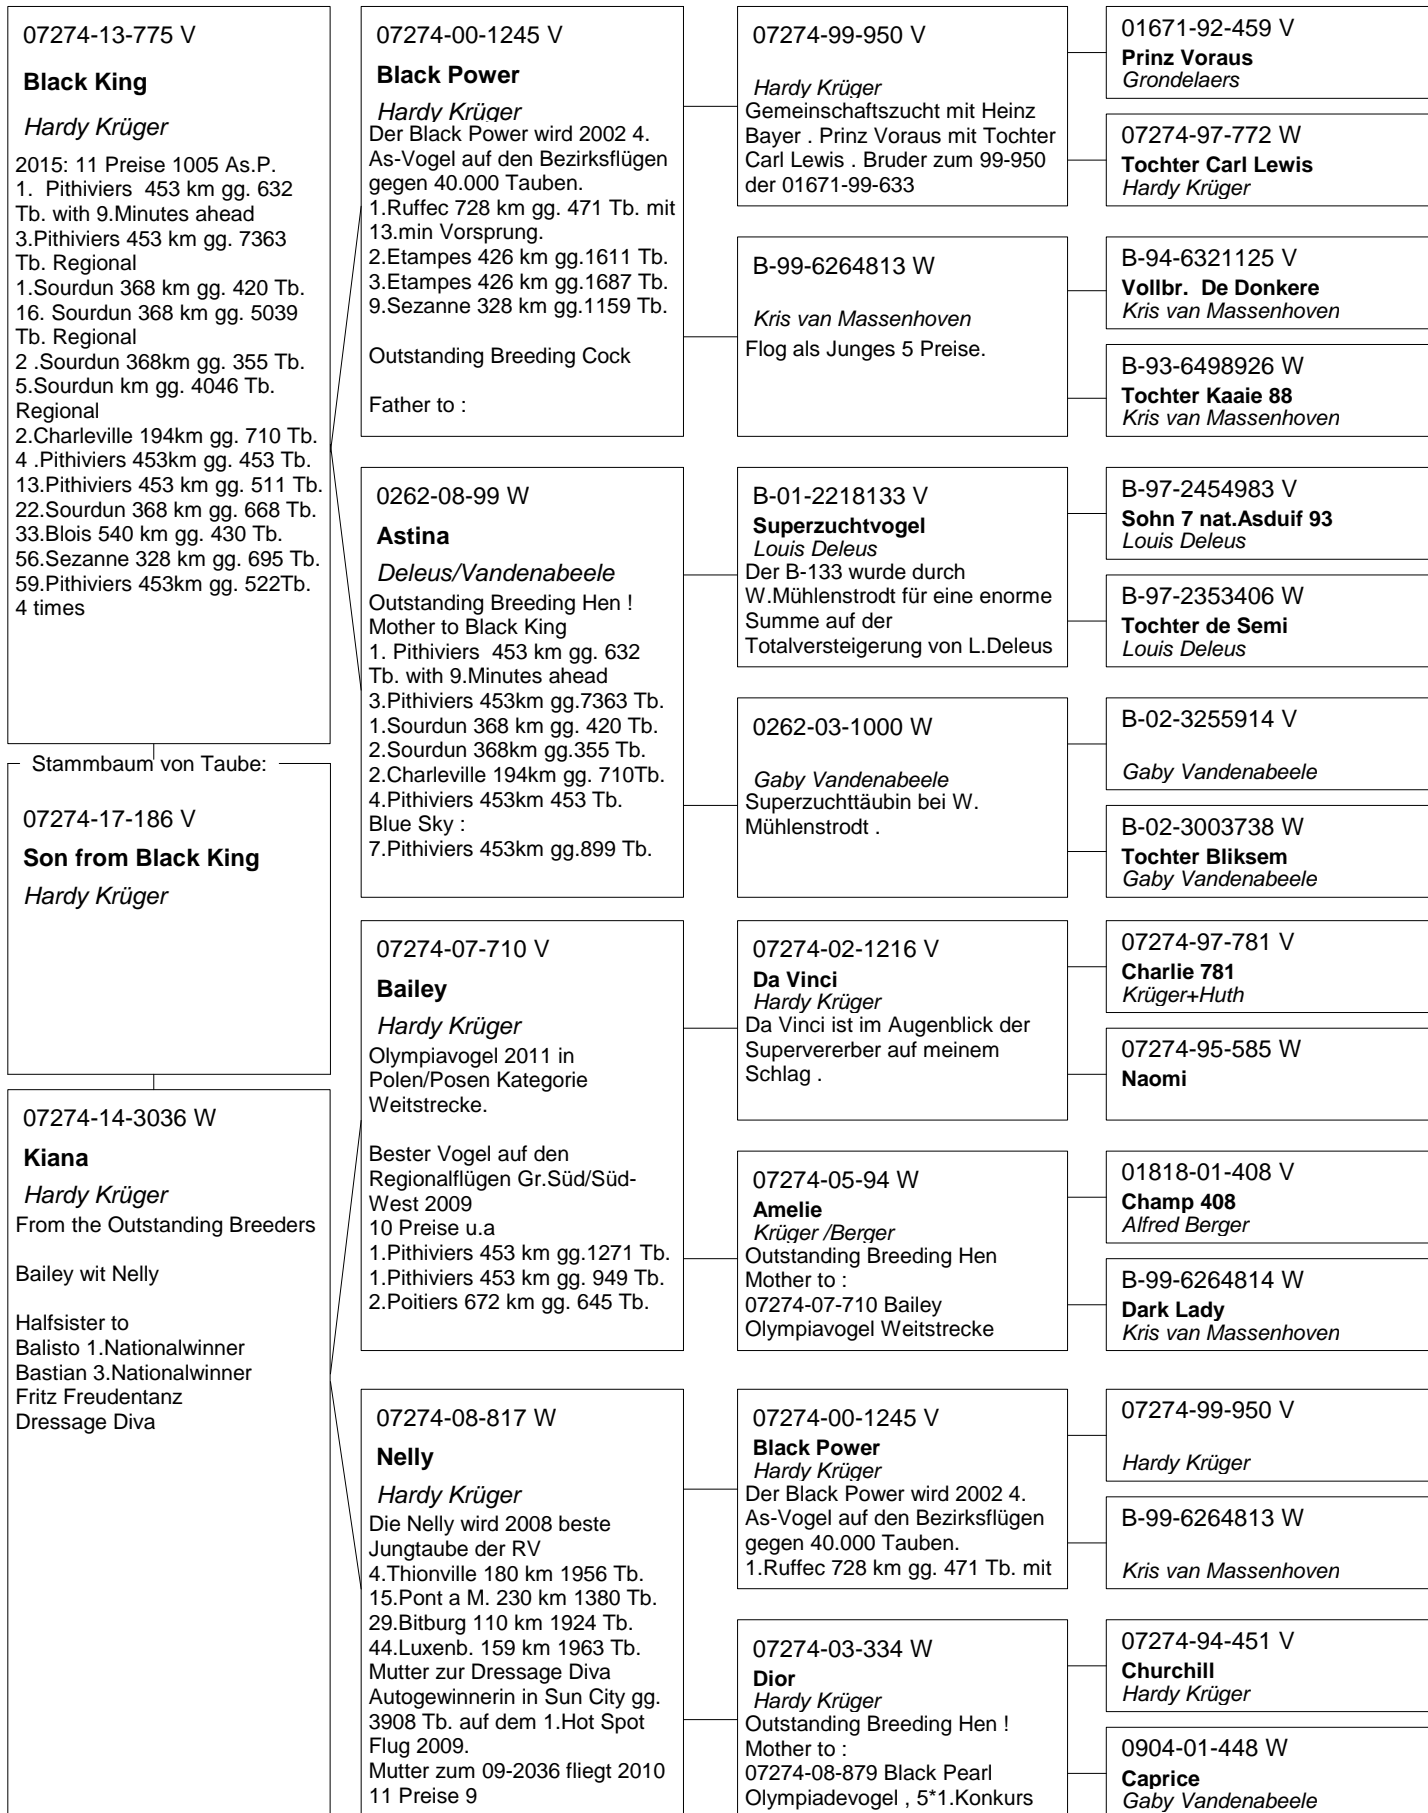 07274-13-775 V
Black King
Hardy Krüger
2015: 11 Preise 1005 As.P.
1.  Pithiviers  453 km gg. 632
Tb. with 9.Minutes ahead
3.Pithiviers 453 km gg. 7363
Tb. Regional
1.Sourdun 368 km gg. 420 Tb.
16. Sourdun 368 km gg. 5039
Tb. Regional
2 .Sourdun 368km gg. 355 Tb.
5.Sourdun km gg. 4046 Tb.
Regional
2.Charleville 194km gg. 710 Tb.
4 .Pithiviers 453km gg. 453 Tb.
13.Pithiviers 453 km gg. 511 Tb.
22.Sourdun 368 km gg. 668 Tb.
33.Blois 540 km gg. 430 Tb.
56.Sezanne 328 km gg. 695 Tb.
59.Pithiviers 453km gg. 522Tb.
4 times
Stammbaum von Taube:
07274-17-186 V
Son from Black King
Hardy Krüger
07274-14-3036 W
Kiana
Hardy Krüger
From the Outstanding Breeders
Bailey wit Nelly
Halfsister to
Balisto 1.Nationalwinner
Bastian 3.Nationalwinner
Fritz Freudentanz
Dressage Diva
07274-00-1245 V
Black Power
Hardy Krüger
Der Black Power wird 2002 4.
As-Vogel auf den Bezirksflügen
gegen 40.000 Tauben.
1.Ruffec 728 km gg. 471 Tb. mit
13.min Vorsprung.
2.Etampes 426 km gg.1611 Tb.
3.Etampes 426 km gg.1687 Tb.
9.Sezanne 328 km gg.1159 Tb.
Outstanding Breeding Cock
Father to :
0262-08-99 W
Astina
Deleus/Vandenabeele
Outstanding Breeding Hen !
Mother to Black King
1. Pithiviers  453 km gg. 632
Tb. with 9.Minutes ahead
3.Pithiviers 453km gg.7363 Tb.
1.Sourdun 368 km gg. 420 Tb.
2.Sourdun 368km gg.355 Tb.
2.Charleville 194km gg. 710Tb.
4.Pithiviers 453km 453 Tb.
Blue Sky :
7.Pithiviers 453km gg.899 Tb.
07274-07-710 V
Bailey
Hardy Krüger
Olympiavogel 2011 in
Polen/Posen Kategorie
Weitstrecke.
Bester Vogel auf den
Regionalflügen Gr.Süd/Süd-
West 2009
10 Preise u.a
1.Pithiviers 453 km gg.1271 Tb.
1.Pithiviers 453 km gg. 949 Tb.
2.Poitiers 672 km gg. 645 Tb.
07274-08-817 W
Nelly
Hardy Krüger
Die Nelly wird 2008 beste
Jungtaube der RV
4.Thionville 180 km 1956 Tb.
15.Pont a M. 230 km 1380 Tb.
29.Bitburg 110 km 1924 Tb.
44.Luxenb. 159 km 1963 Tb.
Mutter zur Dressage Diva
Autogewinnerin in Sun City gg.
3908 Tb. auf dem 1.Hot Spot
Flug 2009.
Mutter zum 09-2036 fliegt 2010
11 Preise 9
07274-99-950 V
Hardy Krüger
Gemeinschaftszucht mit Heinz
Bayer . Prinz Voraus mit Tochter
Carl Lewis . Bruder zum 99-950
der 01671-99-633
B-99-6264813 W
Kris van Massenhoven
Flog als Junges 5 Preise.
B-01-2218133 V
Superzuchtvogel
Louis Deleus
Der B-133 wurde durch
W.Mühlenstrodt für eine enorme
Summe auf der
Totalversteigerung von L.Deleus
0262-03-1000 W
Gaby Vandenabeele
Superzuchttäubin bei W.
Mühlenstrodt .
07274-02-1216 V
Da Vinci
Hardy Krüger
Da Vinci ist im Augenblick der
Supervererber auf meinem
Schlag .
07274-05-94 W
Amelie
Krüger /Berger
Outstanding Breeding Hen
Mother to :
07274-07-710 Bailey
Olympiavogel Weitstrecke
07274-00-1245 V
Black Power
Hardy Krüger
Der Black Power wird 2002 4.
As-Vogel auf den Bezirksflügen
gegen 40.000 Tauben.
1.Ruffec 728 km gg. 471 Tb. mit
07274-03-334 W
Dior
Hardy Krüger
Outstanding Breeding Hen !
Mother to :
07274-08-879 Black Pearl
Olympiadevogel , 5*1.Konkurs
01671-92-459 V
Prinz Voraus
Grondelaers
07274-97-772 W
Tochter Carl Lewis
Hardy Krüger
B-94-6321125 V
Vollbr.  De Donkere
Kris van Massenhoven
B-93-6498926 W
Tochter Kaaie 88
Kris van Massenhoven
B-97-2454983 V
Sohn 7 nat.Asduif 93
Louis Deleus
B-97-2353406 W
Tochter de Semi
Louis Deleus
B-02-3255914 V
Gaby Vandenabeele
B-02-3003738 W
Tochter Bliksem
Gaby Vandenabeele
07274-97-781 V
Charlie 781
Krüger+Huth
07274-95-585 W
Naomi
01818-01-408 V
Champ 408
Alfred Berger
B-99-6264814 W
Dark Lady
Kris van Massenhoven
07274-99-950 V
Hardy Krüger
B-99-6264813 W
Kris van Massenhoven
07274-94-451 V
Churchill
Hardy Krüger
0904-01-448 W
Caprice
Gaby Vandenabeele